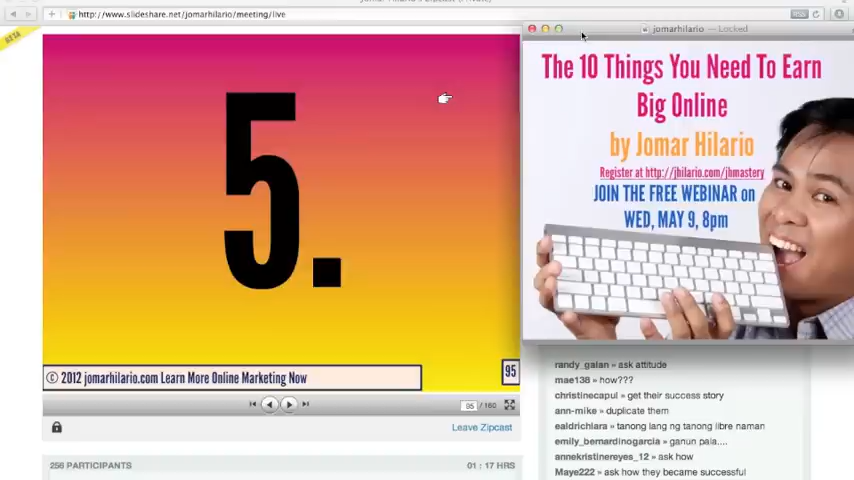 http://www.slideshare.net/jomarhilario/meeting/live
RSS
BETA
5.
© 2012 jomarhilario.com Learn More Online Marketing Now
95
95 / 160
Leave Zipcast
256 PARTICIPANTS
01 : 17 HRS
jomarhilario — Locked
The 10 Things You Need To Earn
Big Online
by Jomar Hilario
Register at http://jhilario.com/jhmastery
JOIN THE FREE WEBINAR on
WED, MAY 9, 8pm
randy_galan » ask attitude
mae138 » how???
christinecapul » get their success story
ann-mike » duplicate them
ealdrichlara » tanong lang ng tanong libre naman
emily_bernardinogarcia » ganun pala....
annekristinereyes_12 » ask how
Maye222 » ask how they became successful